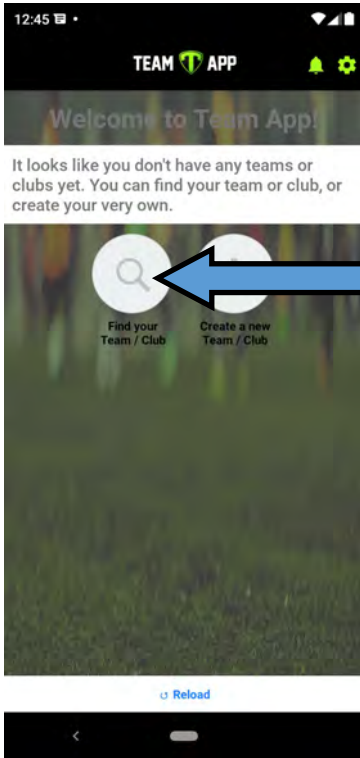 12:45
TEAM APP
Welcome to Team App!
It looks like you don't have any teams or
clubs yet. You can find your team or club, or
create your very own.
Find your
Team / Club
Create a new
Team / Club
Reload